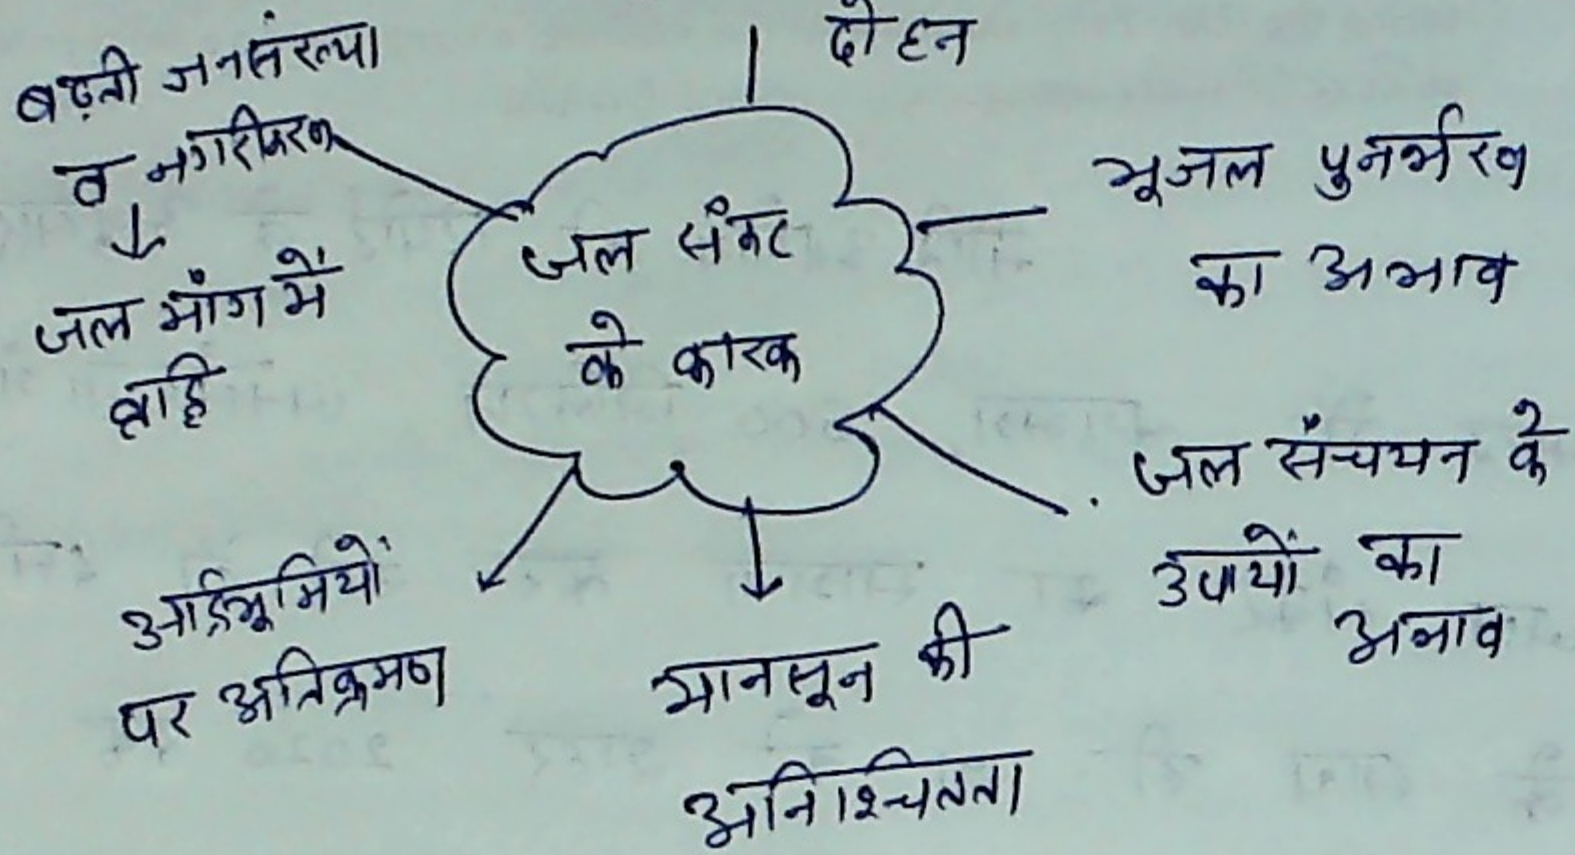 दोहन
बढ़ती जनसंख्या
व नगरीकरण
↓
जल मांग में
वृद्धि
जल संकट
के कारक
भूजल पुनर्भरण
का अभाव
जल संचयन के
उपायों का
अभाव
आर्द्रभूमियों
पर अतिक्रमण
मानसून की
अनिश्चितता